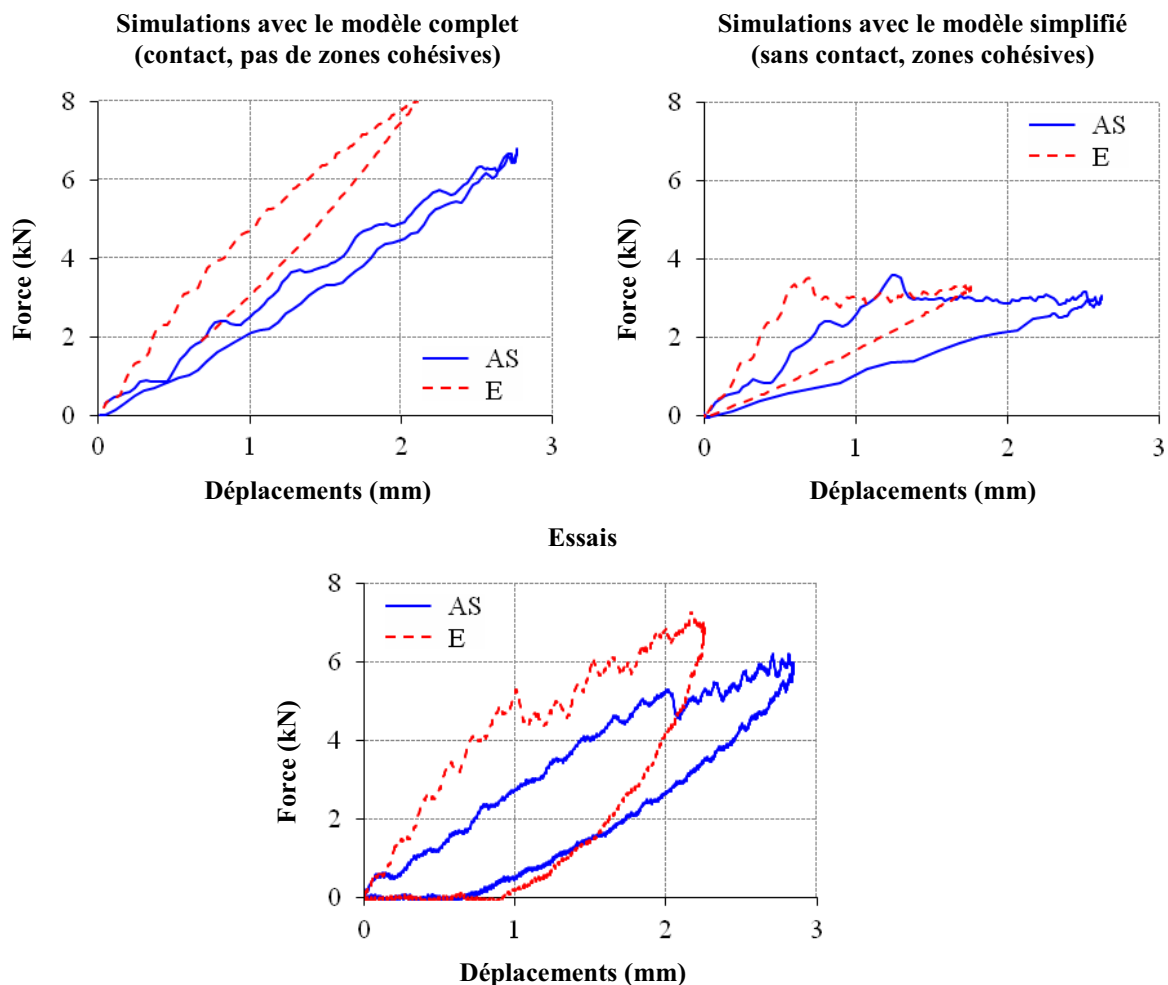 Simulations avec le modèle complet
(contact, pas de zones cohésives)
8
6
4
2
0
Force (kN)
AS
E
0 1 2 3
Déplacements (mm)
Simulations avec le modèle simplifié
(sans contact, zones cohésives)
8
6
4
2
0
Force (kN)
AS
E
0 1 2 3
Déplacements (mm)
Essais
8
6
4
2
0
Force (kN)
AS
E
0 1 2 3
Déplacements (mm)